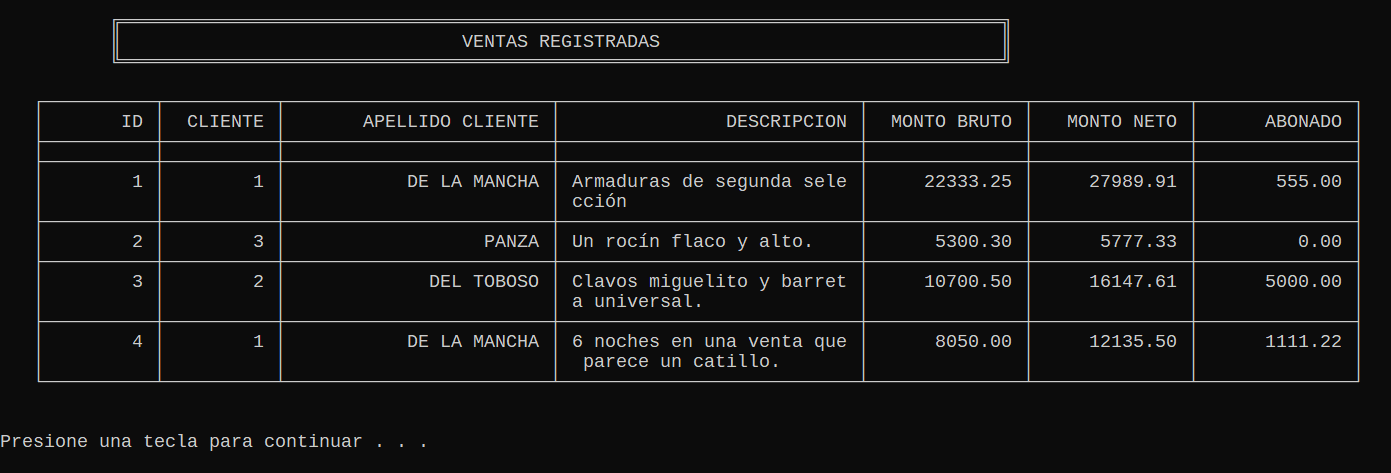 VENTAS REGISTRADAS
ID CLIENTE APELLIDO CLIENTE DESCRIPCION MONTO BRUTO MONTO NETO ABONADO
1 1 DE LA MANCHA Armaduras de segunda sele 22333.25 27989.91 555.00
cción
2 3 PANZA Un rocín flaco y alto. 5300.30 5777.33 0.00
3 2 DEL TOBOSO Clavos miguelito y barret 10700.50 16147.61 5000.00
a universal.
4 1 DE LA MANCHA 6 noches en una venta que 8050.00 12135.50 1111.22
parece un catillo.
Presione una tecla para continuar . . .